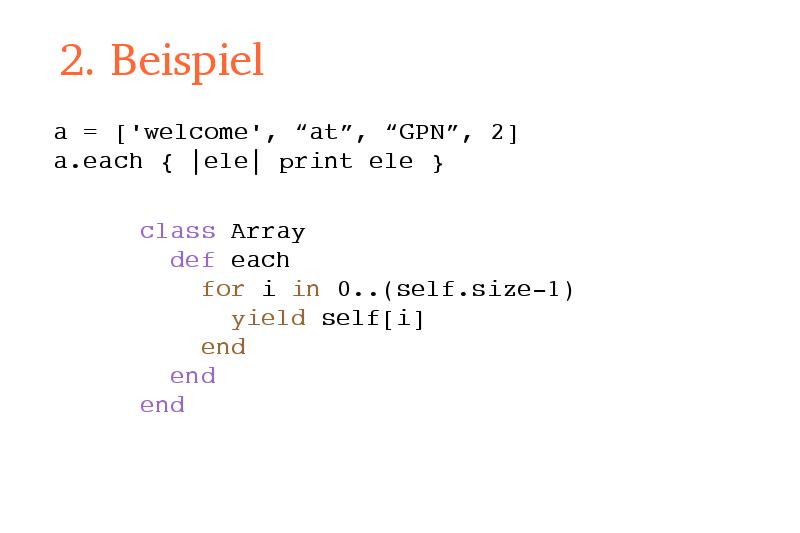 2. Beispiel
a = ['welcome', “at”, “GPN”, 2]
a.each { |ele| print ele }
class Array
  def each
    for i in 0..(self.size-1)
      yield self[i]
    end
  end
end